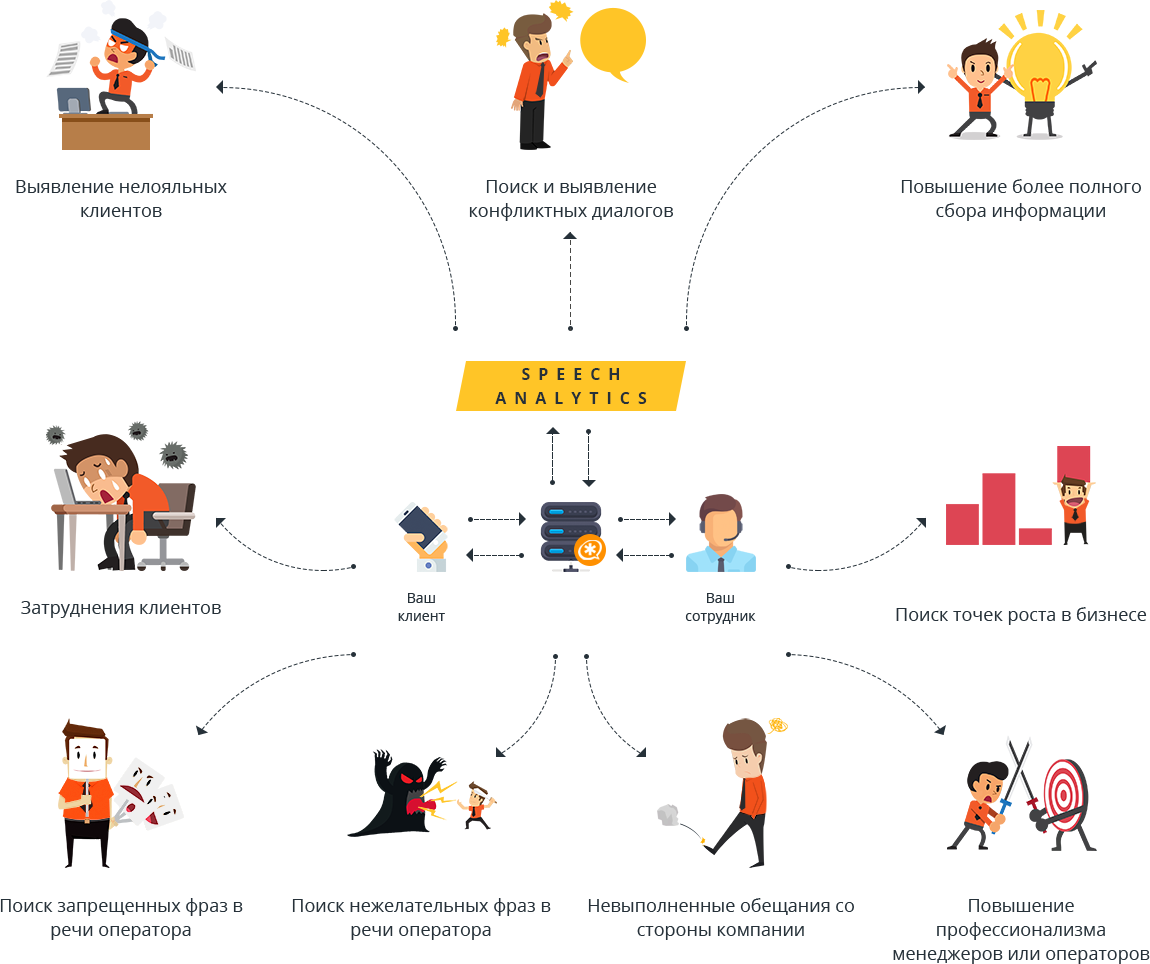 Выявление нелояльных
клиентов
Поиск и выявление
конфликтных диалогов
Повышение более полного
сбора информации
SPEECH
ANALYTICS
Затруднения клиентов
Ваш
клиент
Ваш
сотрудник
Поиск точек роста в бизнесе
Поиск запрещенных фраз в
речи оператора
Поиск нежелательных фраз в
речи оператора
Невыполненные обещания со
стороны компании
Повышение
профессионализма
менеджеров или операторов